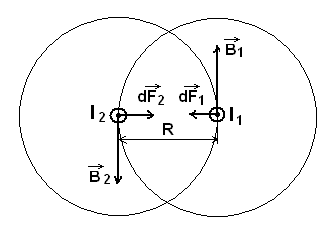 B₁
dF₂ dF₁
I₂ I₁
R
B₂